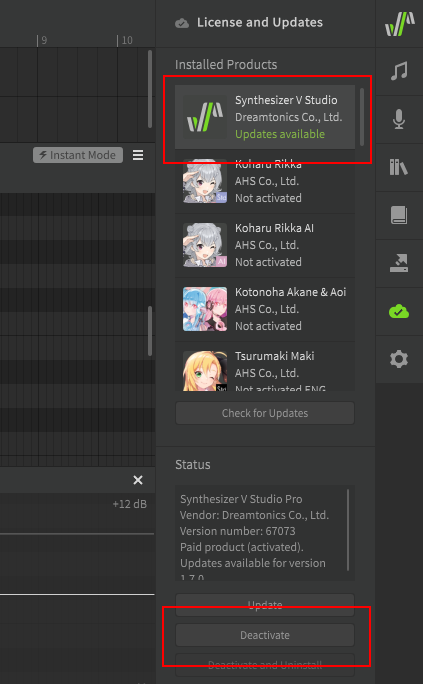 9
10
License and Updates
Installed Products
Synthesizer V Studio
Dreamtonics Co., Ltd.
Updates available
Instant Mode
Koharu Rikka
AHS Co., Ltd.
Not activated
Koharu Rikka AI
AHS Co., Ltd.
Not activated
AI
Kotonoha Akane & Aoi
AHS Co., Ltd.
Not activated
Tsurumaki Maki
AHS Co., Ltd.
Not activated ENG
Check for Updates
Status
+12 dB
Synthesizer V Studio Pro
Vendor: Dreamtonics Co., Ltd.
Version number: 67073
Paid product (activated).
Updates available for version
1.7.0
Update
Deactivate
Deactivate and Uninstall